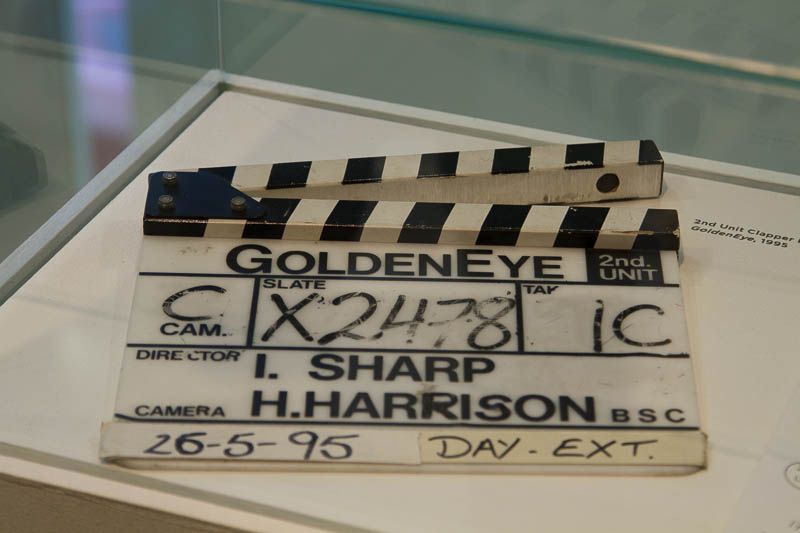 GOLDENEYE 2nd. UNIT
C CAM. SLATE X2478 TAK 1C
DIRECTOR I. SHARP
CAMERA H.HARRISON BSC
26-5-95 DAY. EXT.
2nd Unit Clapper
GoldenEye, 1995